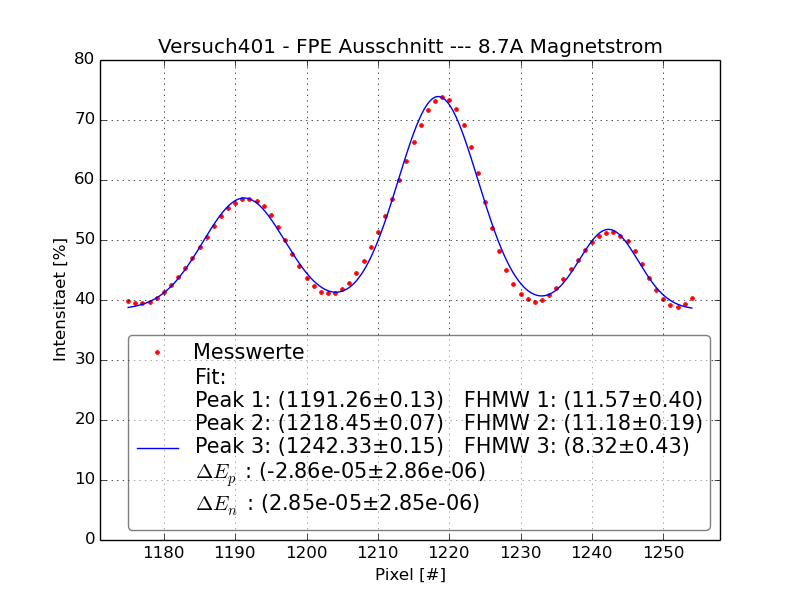 Versuch401 - FPE Ausschnitt --- 8.7A Magnetstrom
80
70
60
50
40
30
20
10
0
Intensitaet [%]
Messwerte
Fit:
Peak 1: (1191.26±0.13) FHMW 1: (11.57±0.40)
Peak 2: (1218.45±0.07) FHMW 2: (11.18±0.19)
Peak 3: (1242.33±0.15) FHMW 3: (8.32±0.43)
ΔE_p : (-2.86e-05±2.86e-06)
ΔE_n : (2.85e-05±2.85e-06)
1180 1190 1200 1210 1220 1230 1240 1250
Pixel [#]